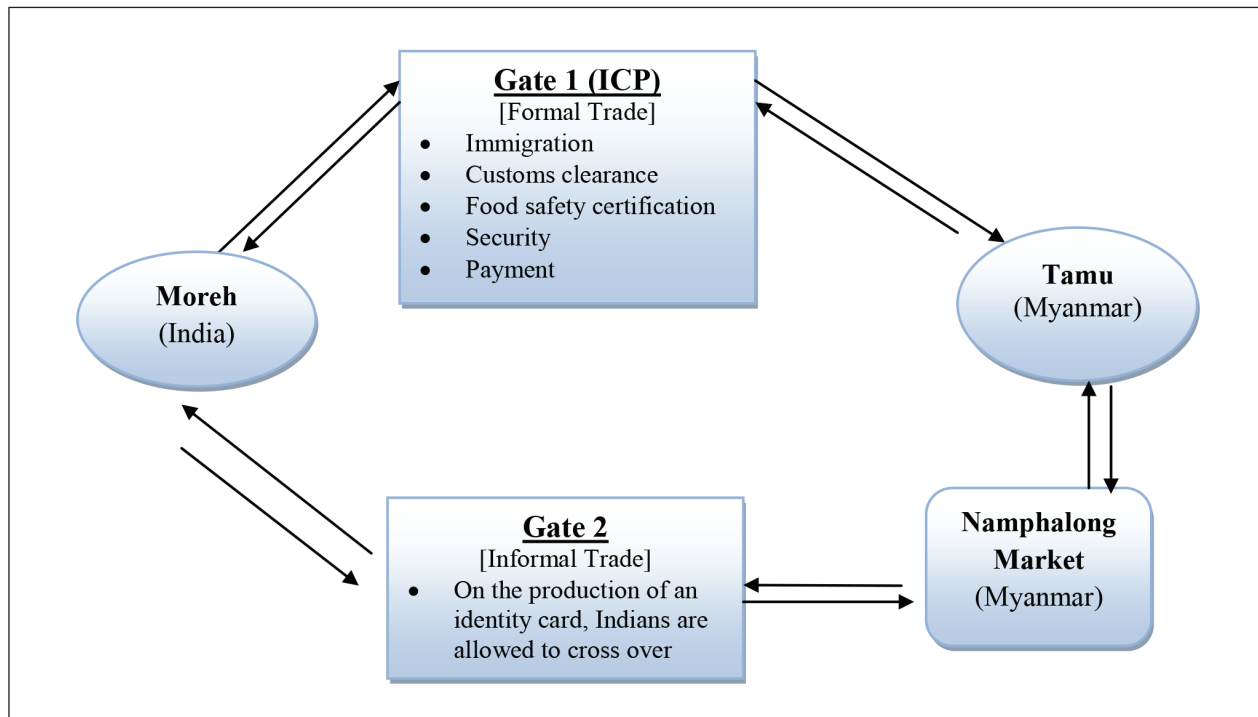 Gate 1 (ICP)
[Formal Trade]
• Immigration
• Customs clearance
• Food safety certification
• Security
• Payment
Moreh
(India)
Tamu
(Myanmar)
Gate 2
[Informal Trade]
• On the production of an
identity card, Indians are
allowed to cross over
Namphalong
Market
(Myanmar)